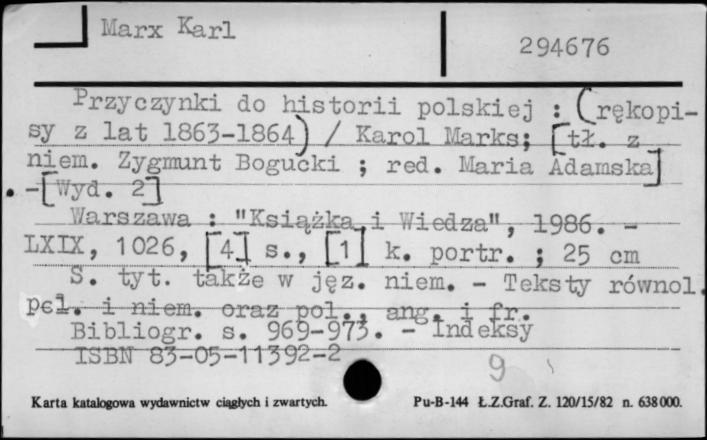 Marx Karl
294676
Przyczynki do historii polskiej : (rękopi-
sy z lat 1863-1864) / Karol Marks; [tł. z
niem. Zygmunt Bogucki ; red. Maria Adamska]
. -[Wyd. 2]
Warszawa : "Książka i Wiedza", 1986. -
LXIX, 1026, [4] s., [1] k. portr. ; 25 cm
S. tyt. także w jęz. niem. - Teksty równol.
pol. i niem. oraz pol., ang. i fr.
Bibliogr. s. 969-973. - Indeksy
ISBN 83-05-11392-2
9
Karta katalogowa wydawnictw ciągłych i zwartych.
Pu-B-144 Ł.Z.Graf. Z. 120/15/82 n. 638000.